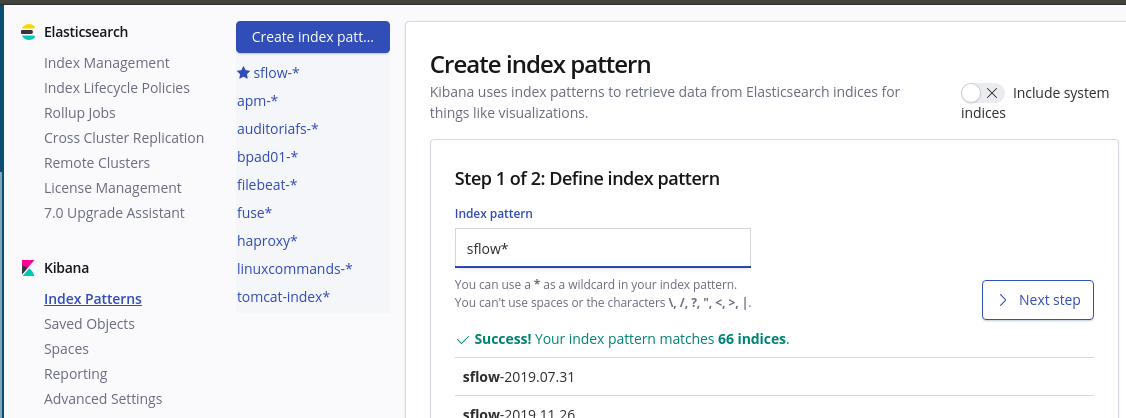 Elasticsearch
Index Management
Index Lifecycle Policies
Rollup Jobs
Cross Cluster Replication
Remote Clusters
License Management
7.0 Upgrade Assistant
Kibana
Index Patterns
Saved Objects
Spaces
Reporting
Advanced Settings
Create index patt...
sflow-*
apm-*
auditoriafs-*
bpad01-*
filebeat-*
fuse*
haproxy*
linuxcommands-*
tomcat-index*
Create index pattern
Kibana uses index patterns to retrieve data from Elasticsearch indices for
things like visualizations.
Include system
indices
Step 1 of 2: Define index pattern
Index pattern
sflow*
You can use a * as a wildcard in your index pattern.
You can't use spaces or the characters \, /, ?, ", <, >, |.
Next step
Success! Your index pattern matches 66 indices.
sflow-2019.07.31
sflow-2019.11.26